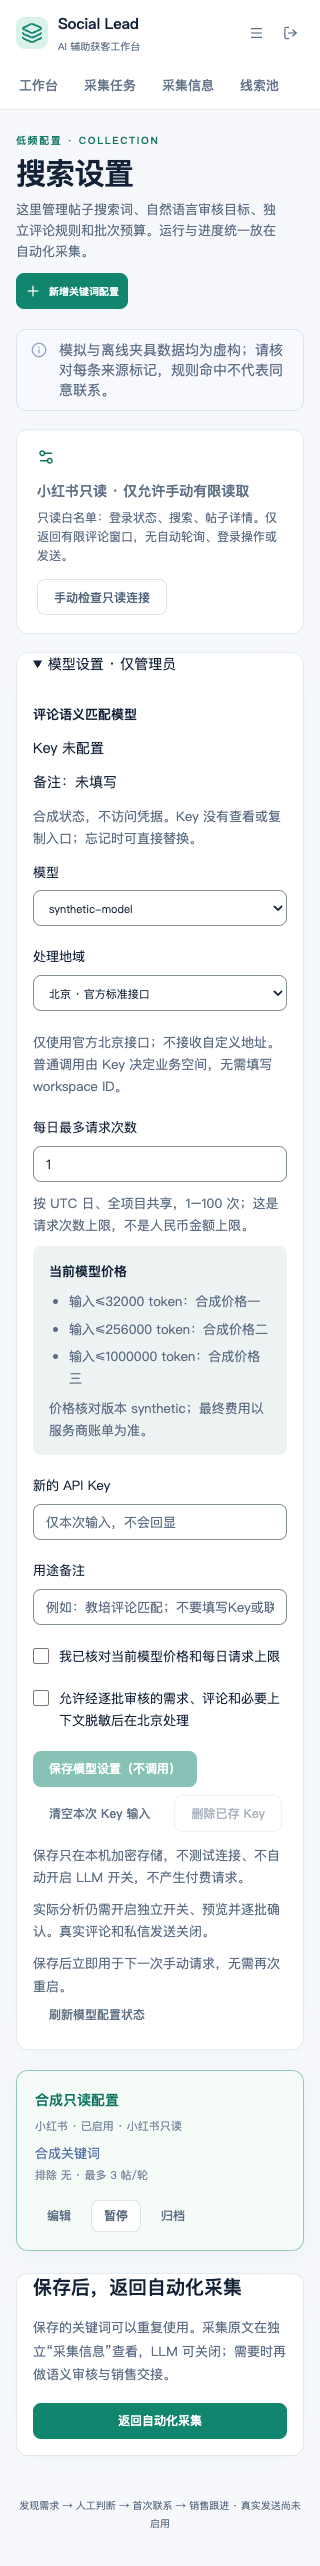 Social Lead
AI 辅助获客工作台
工作台 采集任务 采集信息 线索池
低频配置 · COLLECTION
搜索设置
这里管理帖子搜索词、自然语言审核目标、独
立评论规则和批次预算。运行与进度统一放在
自动化采集。
新增关键词配置
模拟与离线夹具数据均为虚构；请核
对每条来源标记，规则命中不代表同
意联系。
小红书只读 · 仅允许手动有限读取
只读白名单：登录状态、搜索、帖子详情。仅
返回有限评论窗口，无自动轮询、登录操作或
发送。
手动检查只读连接
▼ 模型设置 · 仅管理员
评论语义匹配模型
Key 未配置
备注：未填写
合成状态，不访问凭据。Key 没有查看或复
制入口；忘记时可直接替换。
模型
synthetic-model
处理地域
北京 · 官方标准接口
仅使用官方北京接口；不接收自定义地址。
普通调用由 Key 决定业务空间，无需填写
workspace ID。
每日最多请求次数
1
按 UTC 日、全项目共享，1—100 次；这是
请求次数上限，不是人民币金额上限。
当前模型价格
• 输入≤32000 token：合成价格一
• 输入≤256000 token：合成价格二
• 输入≤1000000 token：合成价格
三
价格核对版本 synthetic；最终费用以
服务商账单为准。
新的 API Key
仅本次输入，不会回显
用途备注
例如：教培评论匹配；不要填写Key或联
我已核对当前模型价格和每日请求上限
允许经逐批审核的需求、评论和必要上
下文脱敏后在北京处理
保存模型设置（不调用）
清空本次 Key 输入 删除已存 Key
保存只在本机加密存储，不测试连接、不自
动开启 LLM 开关，不产生付费请求。
实际分析仍需开启独立开关、预览并逐批确
认。真实评论和私信发送关闭。
保存后立即用于下一次手动请求，无需再次
重启。
刷新模型配置状态
合成只读配置
小红书 · 已启用 · 小红书只读
合成关键词
排除 无 · 最多 3 帖/轮
编辑 暂停 归档
保存后，返回自动化采集
保存的关键词可以重复使用。采集原文在独
立“采集信息”查看，LLM 可关闭；需要时再
做语义审核与销售交接。
返回自动化采集
发现需求 → 人工判断 → 首次联系 → 销售跟进 · 真实发送尚未
启用